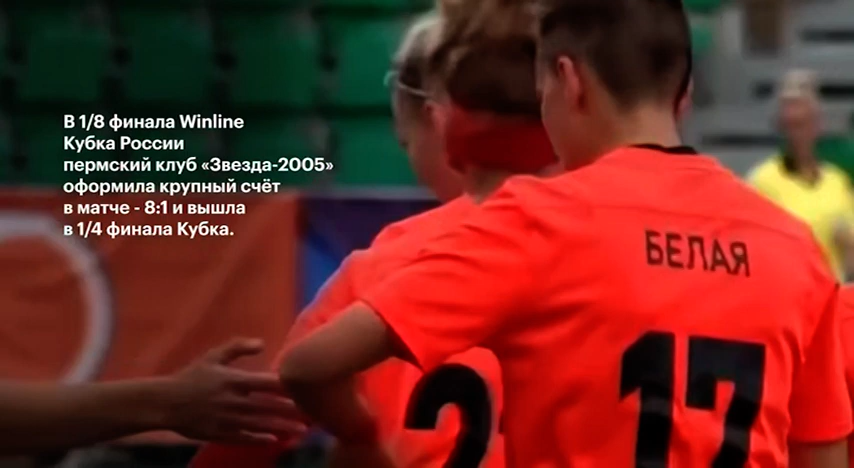 В 1/8 финала Winline
Кубка России
пермский клуб «Звезда-2005»
оформила крупный счёт
в матче - 8:1 и вышла
в 1/4 финала Кубка.
БЕЛАЯ
17
2